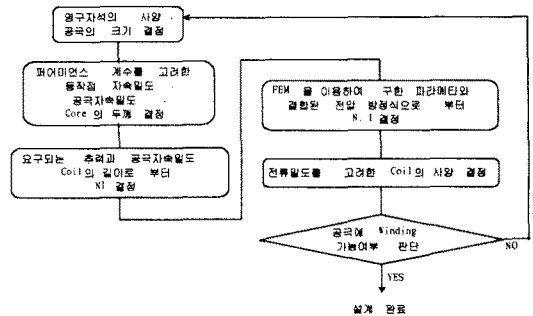 영구자석의 사양
공극의 크기 결정
퍼어미언스 계수를 고려한
동작점 자속밀도
공극자속밀도
Core 의 두께 결정
요구되는 추력과 공극자속밀도
Coil의 길이로 부터
NI 결정
FEM 을 이용하여 구한 파라메타와
결합된 전압 방정식으로 부터
N, I 결정
전류밀도를 고려한 Coil의 사양 결정
공극에 Winding
가능여부 판단
NO
YES
설계 완료